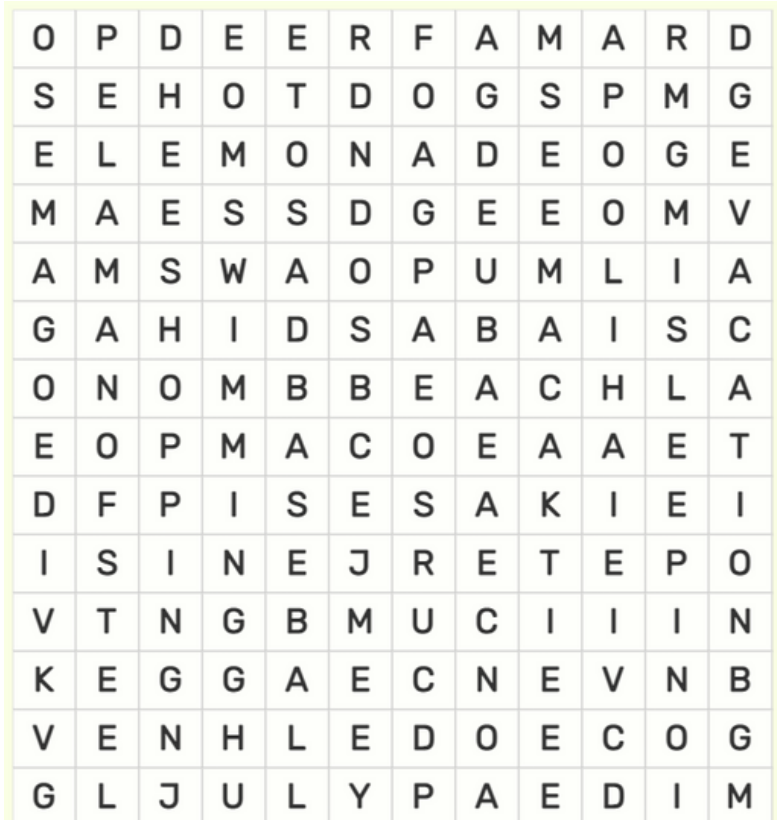 O P D E E R F A M A R D
S E H O T D O G S P M G
E L E M O N A D E O G E
M A E S S D G E E O M V
A M S W A O P U M L I A
G A H I D S A B A I S C
O N O M B B E A C H L A
E O P M A C O E A A E T
D F P I S E S A K I E I
I S I N E J R E T E P O
V T N G B M U C I I I N
K E G G A E C N E V N B
V E N H L E D O E C O G
G L J U L Y P A E D I M